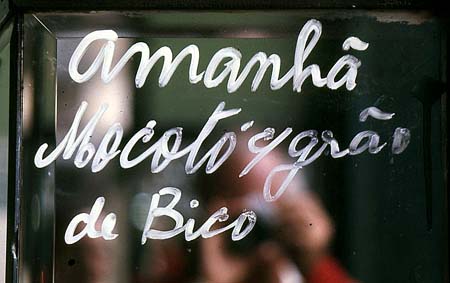 Amanhã
Mocotó c/ grão
de Bico